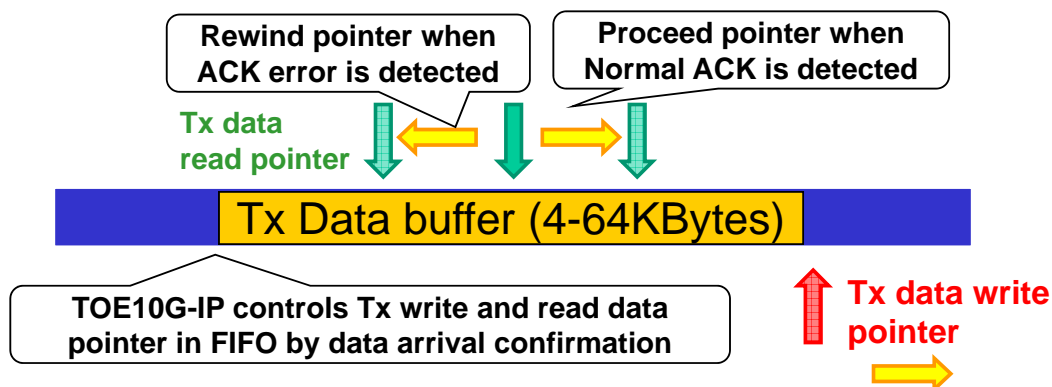 Rewind pointer when
ACK error is detected
Proceed pointer when
Normal ACK is detected
Tx data
read pointer
Tx Data buffer (4-64KBytes)
TOE10G-IP controls Tx write and read data
pointer in FIFO by data arrival confirmation
Tx data write
pointer